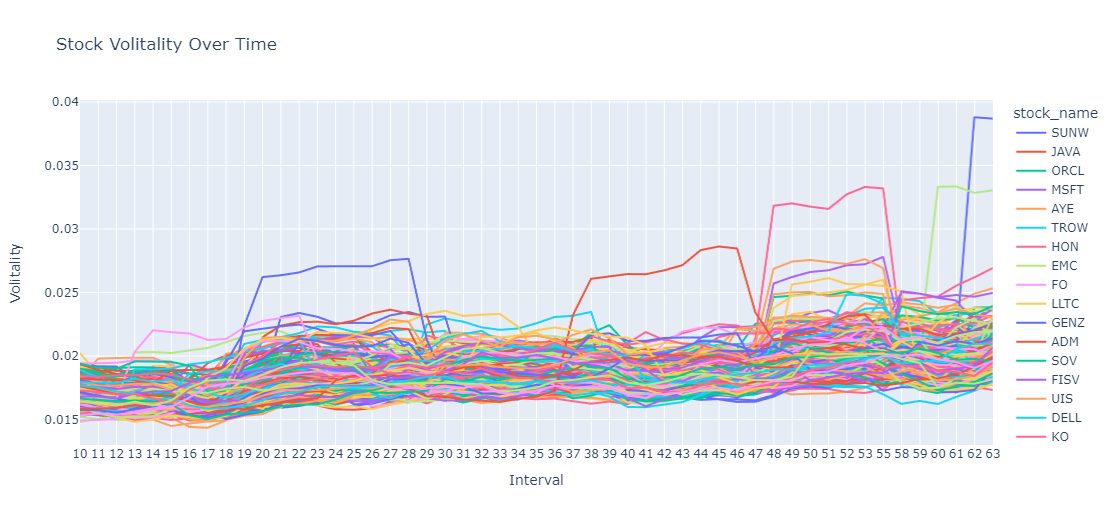 Stock Volitality Over Time
stock_name
SUNW
JAVA
ORCL
MSFT
AYE
TROW
HON
EMC
FO
LLTC
GENZ
ADM
SOV
FISV
UIS
DELL
KO
Volitality
0.04
0.035
0.03
0.025
0.02
0.015
10 11 12 13 14 15 16 17 18 19 20 21 22 23 24 25 26 27 28 29 30 32 32 33 34 35 36 37 38 39 40 41 42 43 44 45 46 47 48 49 50 51 52 53 55 58 59 60 61 62 63
Interval